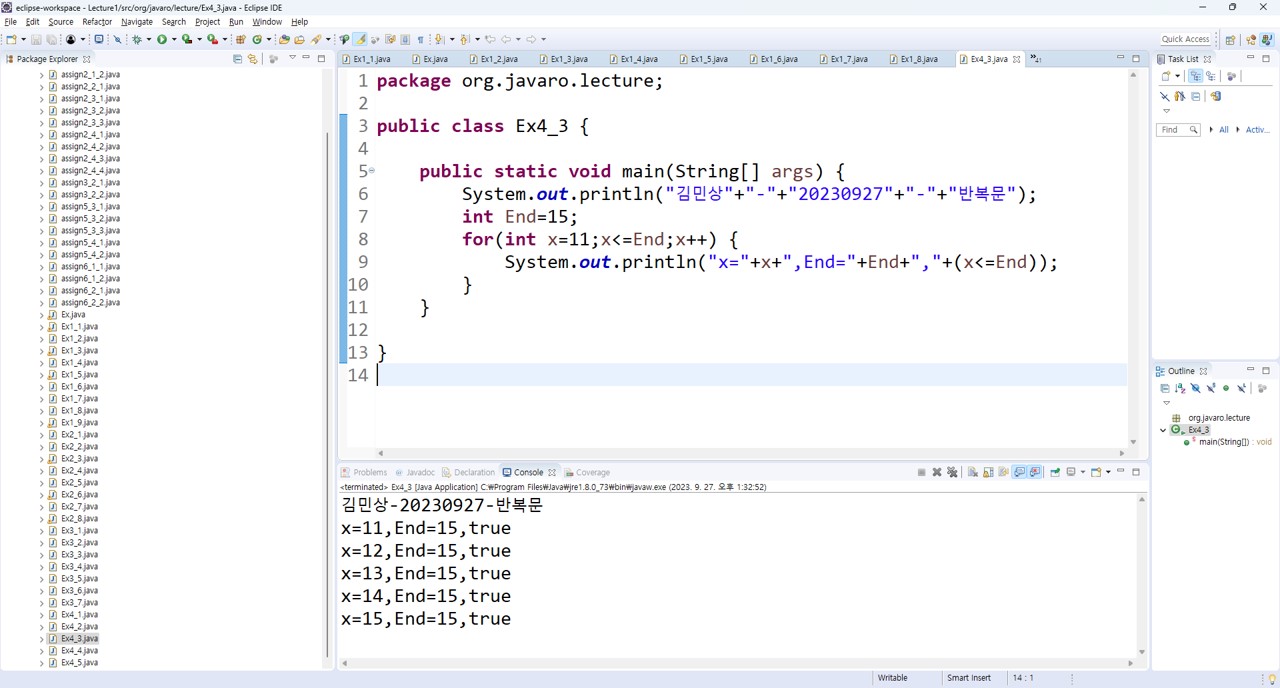 eclipse-workspace - Lecture1/src/org/javaro/lecture/Ex4_3.java - Eclipse IDE
File Edit Source Refactor Navigate Search Project Run Window Help
Quick Access
Package Explorer
assign2_1_2.java
assign2_2_1.java
assign2_3_1.java
assign2_3_2.java
assign2_3_3.java
assign2_4_1.java
assign2_4_2.java
assign2_4_3.java
assign2_4_4.java
assign3_2_1.java
assign3_2_2.java
assign5_3_1.java
assign5_3_2.java
assign5_3_3.java
assign5_4_1.java
assign5_4_2.java
assign6_1_1.java
assign6_1_2.java
assign6_2_1.java
assign6_2_2.java
Ex.java
Ex1_1.java
Ex1_2.java
Ex1_3.java
Ex1_4.java
Ex1_5.java
Ex1_6.java
Ex1_7.java
Ex1_8.java
Ex1_9.java
Ex2_1.java
Ex2_2.java
Ex2_3.java
Ex2_4.java
Ex2_5.java
Ex2_6.java
Ex2_7.java
Ex2_8.java
Ex3_1.java
Ex3_2.java
Ex3_3.java
Ex3_4.java
Ex3_5.java
Ex3_6.java
Ex3_7.java
Ex4_1.java
Ex4_2.java
Ex4_3.java
Ex4_4.java
Ex4_5.java
Ex1_1.java Ex.java Ex1_2.java Ex1_3.java Ex1_4.java Ex1_5.java Ex1_6.java Ex1_7.java Ex1_8.java Ex4_3.java
1 package org.javaro.lecture;
2
3 public class Ex4_3 {
4
5 public static void main(String[] args) {
6 System.out.println("김민상"+"-"+"20230927"+"-"+"반복문");
7 int End=15;
8 for(int x=11;x<=End;x++) {
9 System.out.println("x="+x+",End="+End+","+(x<=End));
10 }
11 }
12
13 }
14
Problems Javadoc Declaration Console Coverage
<terminated> Ex4_3 [Java Application] C:₩Program Files₩Java₩jre1.8.0_73₩bin₩javaw.exe (2023. 9. 27. 오후 1:32:52)
김민상-20230927-반복문
x=11,End=15,true
x=12,End=15,true
x=13,End=15,true
x=14,End=15,true
x=15,End=15,true
Task List
Find All Activ...
Outline
org.javaro.lecture
Ex4_3
main(String[]) : void
Writable Smart Insert 14 : 1